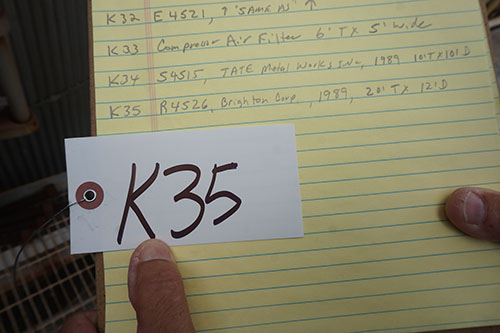 K32 E4521, ↑ "SAME AS" ↑
K33 Compressor Air Filter 6' T x 5' wide
K34 S4515, TATE Metal Works Inc, 1989 10'T x 10' D
K35 R4526, Brighton Corp., 1989, 20' T x 12' D
K35